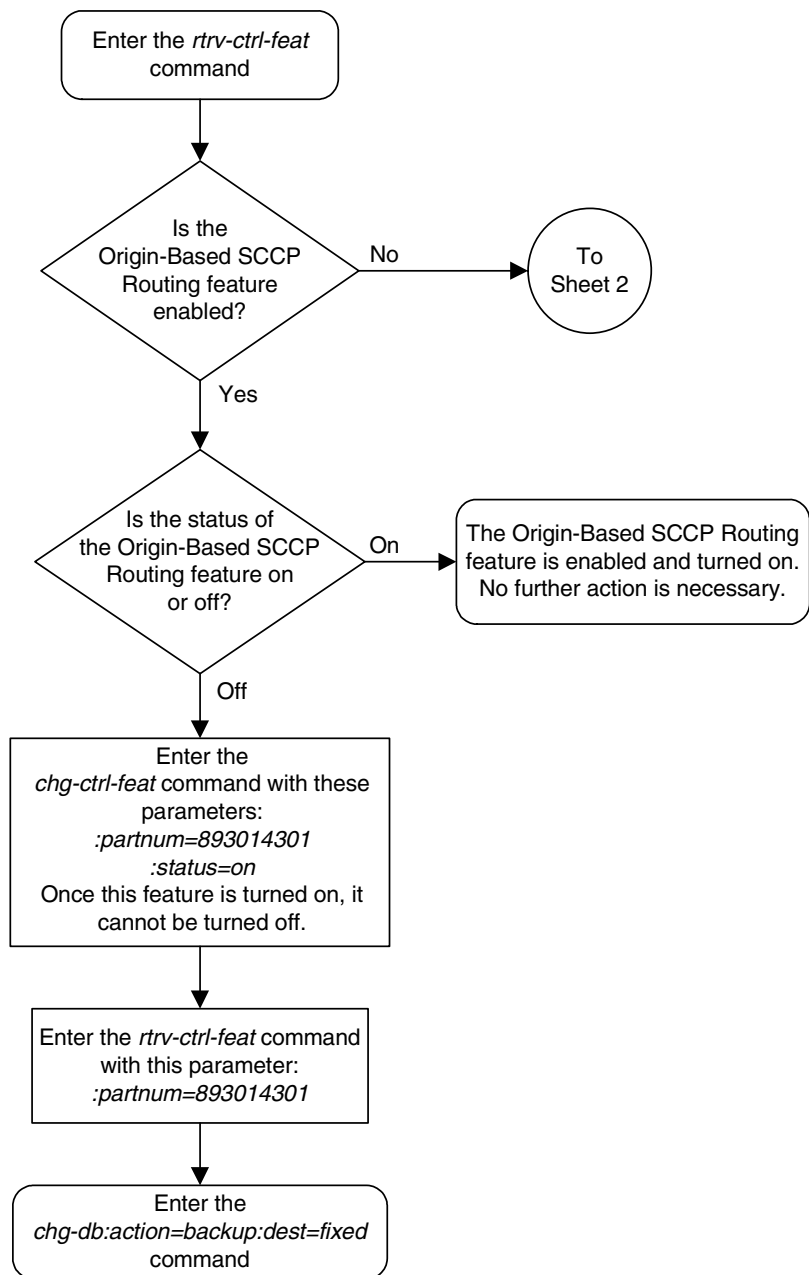 Enter the rtrv-ctrl-feat
command
Is the
Origin-Based SCCP
Routing feature
enabled?
No
To
Sheet 2
Yes
Is the status of
the Origin-Based SCCP
Routing feature on
or off?
On
The Origin-Based SCCP Routing
feature is enabled and turned on.
No further action is necessary.
Off
Enter the
chg-ctrl-feat command with these
parameters:
:partnum=893014301
:status=on
Once this feature is turned on, it
cannot be turned off.
Enter the rtrv-ctrl-feat command
with this parameter:
:partnum=893014301
Enter the
chg-db:action=backup:dest=fixed
command